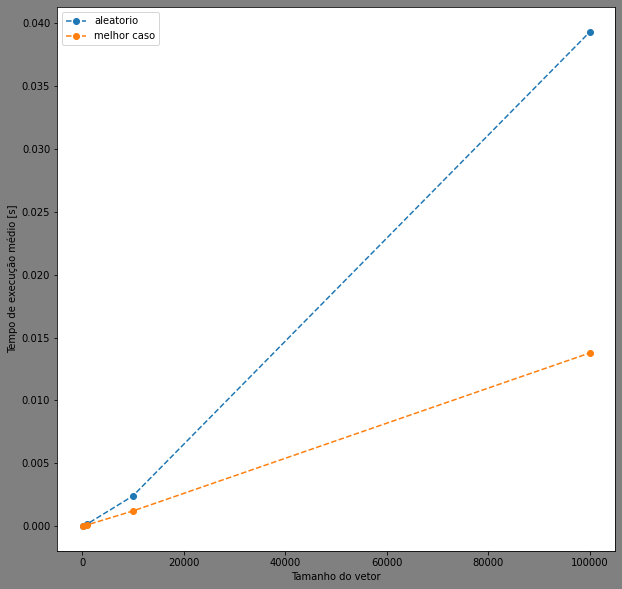 aleatorio
melhor caso
0.040
0.035
0.030
0.025
0.020
0.015
0.010
0.005
0.000
Tempo de execução médio [s]
0 20000 40000 60000 80000 100000
Tamanho do vetor